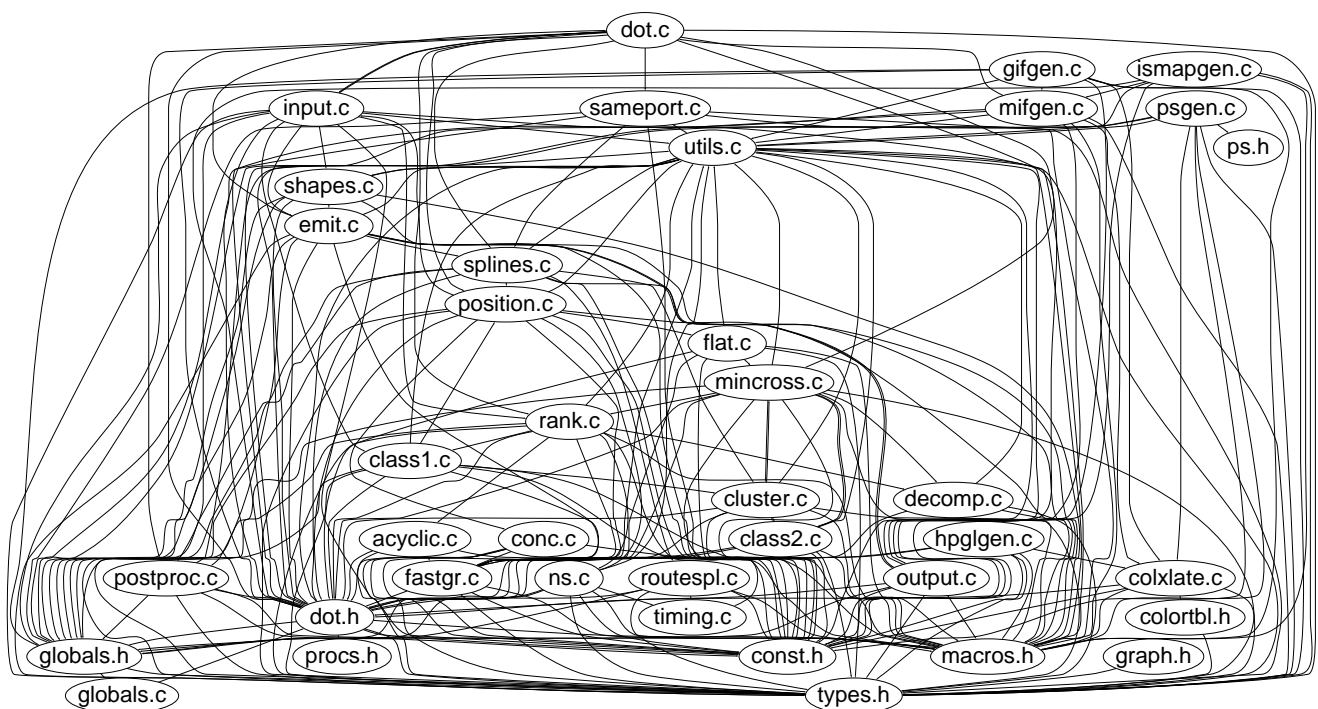 dot.c
gifgen.c ismapgen.c
input.c sameport.c mifgen.c psgen.c
utils.c ps.h
shapes.c
emit.c
splines.c
position.c
flat.c
mincross.c
rank.c
class1.c
cluster.c decomp.c
acyclic.c conc.c class2.c hpglgen.c
postproc.c fastgr.c ns.c routespl.c output.c colxlate.c
dot.h timing.c colortbl.h
globals.h procs.h const.h macros.h graph.h
globals.c types.h